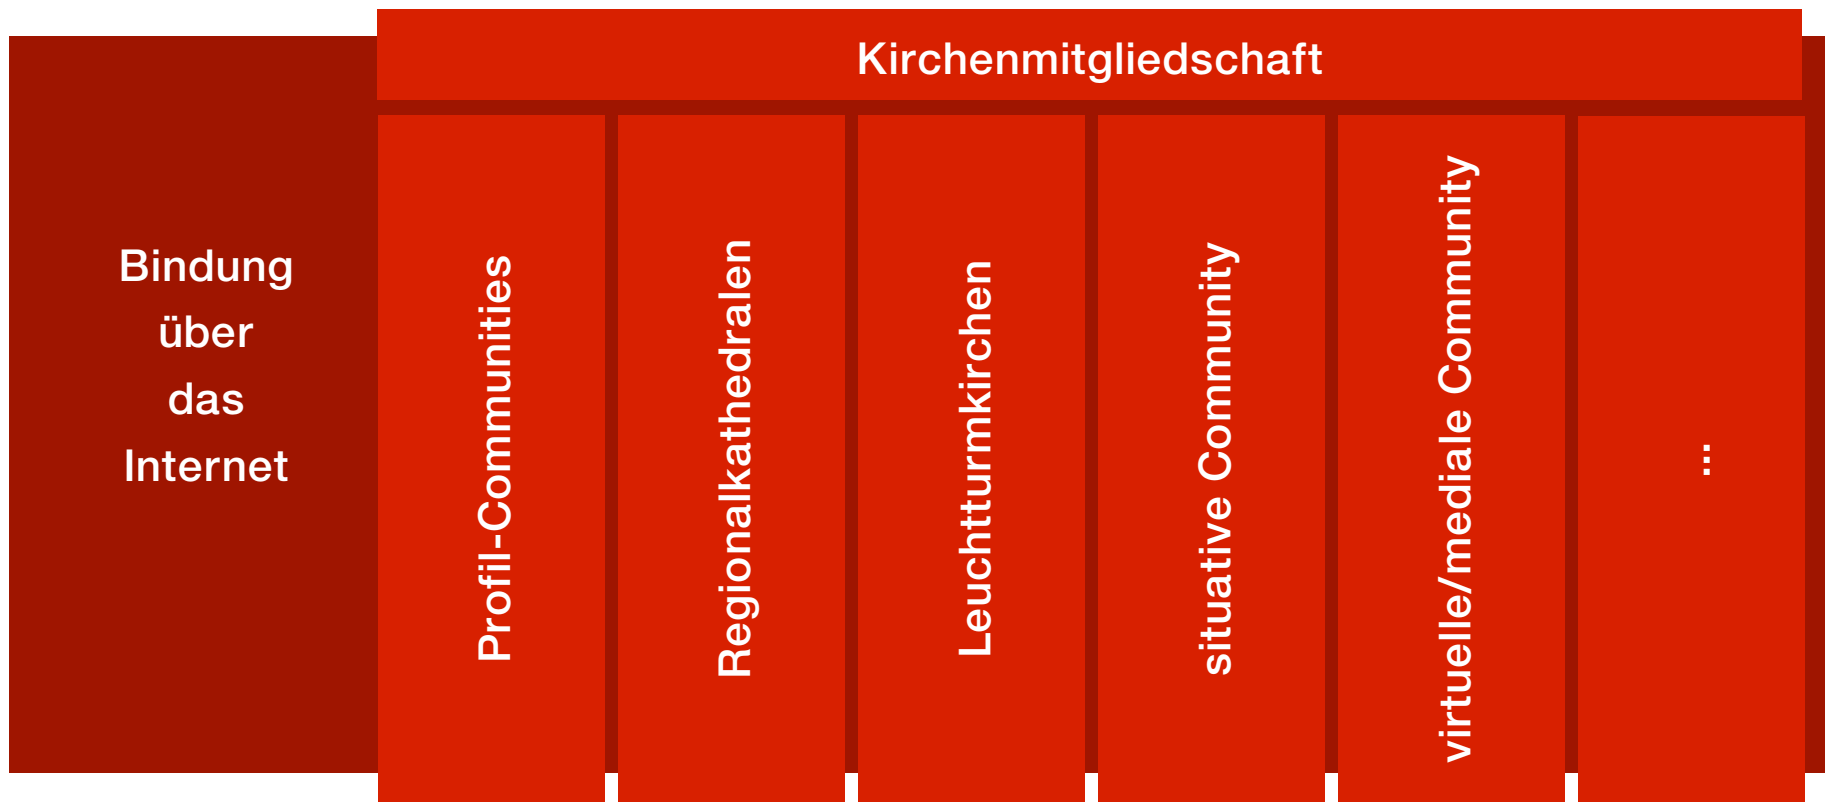 Kirchenmitgliedschaft
Bindung
über
das
Internet
Profil-Communities
Regionalkathedralen
Leuchtturmkirchen
situative Community
virtuelle/mediale Community
...